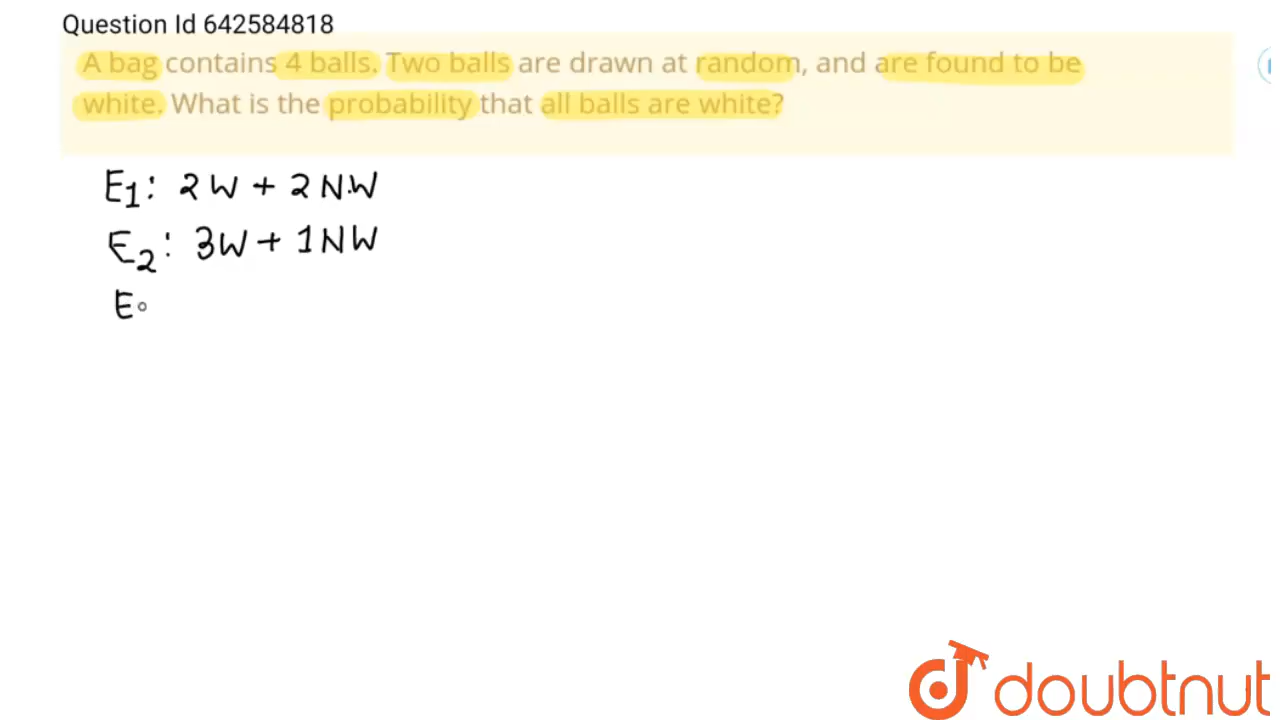 Question Id 642584818
A bag contains 4 balls. Two balls are drawn at random, and are found to be
white. What is the probability that all balls are white?
E1: 2W + 2N.W
E2: 3W + 1NW
E
doubtnut